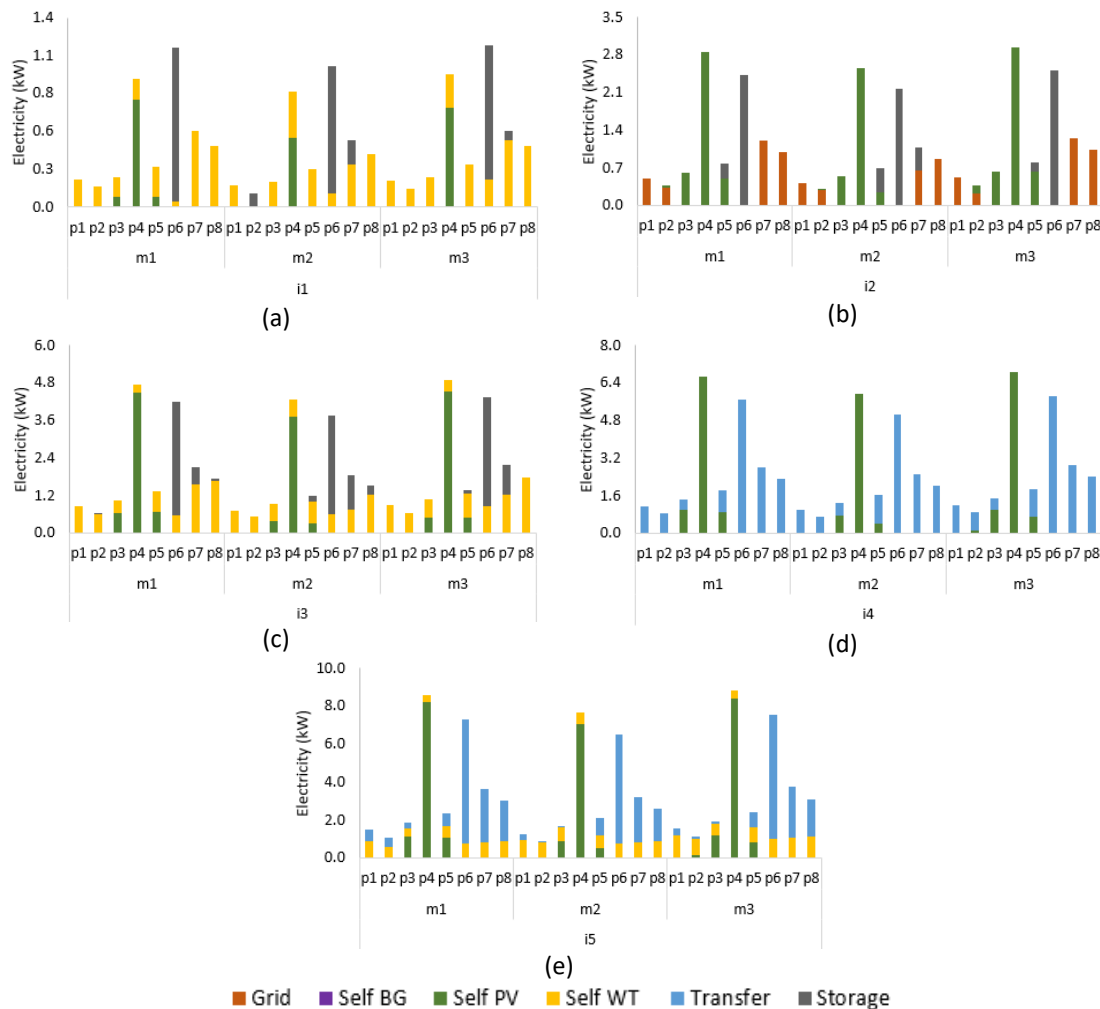 Electricity (kW)
1.4
1.1
0.8
0.6
0.3
0.0
p1 p2 p3 p4 p5 p6 p7 p8 p1 p2 p3 p4 p5 p6 p7 p8 p1 p2 p3 p4 p5 p6 p7 p8
m1 m2 m3
i1
(a)
Electricity (kW)
3.5
2.8
2.1
1.4
0.7
0.0
p1 p2 p3 p4 p5 p6 p7 p8 p1 p2 p3 p4 p5 p6 p7 p8 p1 p2 p3 p4 p5 p6 p7 p8
m1 m2 m3
i2
(b)
Electricity (kW)
6.0
4.8
3.6
2.4
1.2
0.0
p1 p2 p3 p4 p5 p6 p7 p8 p1 p2 p3 p4 p5 p6 p7 p8 p1 p2 p3 p4 p5 p6 p7 p8
m1 m2 m3
i3
(c)
Electricity (kW)
8.0
6.4
4.8
3.2
1.6
0.0
p1 p2 p3 p4 p5 p6 p7 p8 p1 p2 p3 p4 p5 p6 p7 p8 p1 p2 p3 p4 p5 p6 p7 p8
m1 m2 m3
i4
(d)
Electricity (kW)
10.0
8.0
6.0
4.0
2.0
0.0
p1 p2 p3 p4 p5 p6 p7 p8 p1 p2 p3 p4 p5 p6 p7 p8 p1 p2 p3 p4 p5 p6 p7 p8
m1 m2 m3
i5
(e)
Grid Self BG Self PV Self WT Transfer Storage